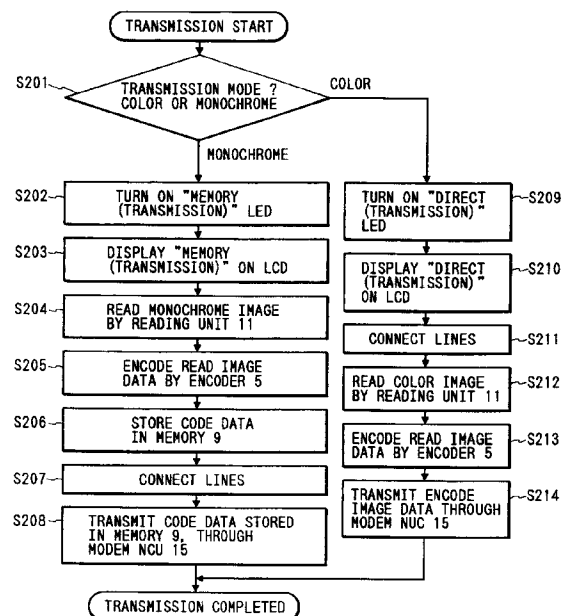 TRANSMISSION START
S201
TRANSMISSION MODE ?
COLOR OR MONOCHROME
COLOR
MONOCHROME
S202
TURN ON "MEMORY
(TRANSMISSION)" LED
S203
DISPLAY "MEMORY
(TRANSMISSION)" ON LCD
S204
READ MONOCHROME IMAGE
BY READING UNIT 11
S205
ENCODE READ IMAGE
DATA BY ENCODER 5
S206
STORE CODE DATA
IN MEMORY 9
S207
CONNECT LINES
S208
TRANSMIT CODE DATA STORED
IN MEMORY 9, THROUGH
MODEM NCU 15
S209
TURN ON "DIRECT
(TRANSMISSION)"
LED
S210
DISPLAY "DIRECT
(TRANSMISSION)"
ON LCD
S211
CONNECT LINES
S212
READ COLOR IMAGE
BY READING UNIT 11
S213
ENCODE READ IMAGE
DATA BY ENCODER 5
S214
TRANSMIT ENCODE
IMAGE DATA THROUGH
MODEM NUC 15
TRANSMISSION COMPLETED